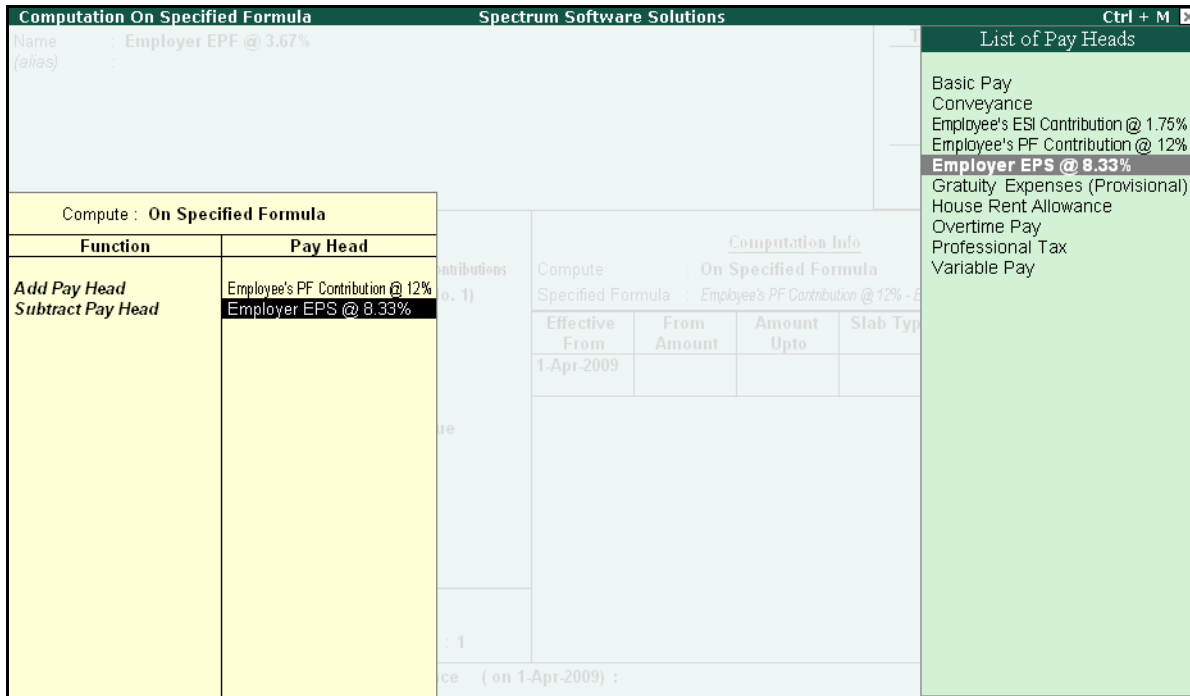 Computation On Specified Formula Spectrum Software Solutions Ctrl + M
Name : Employer EPF @ 3.67%
(alias) :
List of Pay Heads
Basic Pay
Conveyance
Employee's ESI Contribution @ 1.75%
Employee's PF Contribution @ 12%
Employer EPS @ 8.33%
Gratuity Expenses (Provisional)
House Rent Allowance
Overtime Pay
Professional Tax
Variable Pay
Compute : On Specified Formula
Function Pay Head
Add Pay Head Employee's PF Contribution @ 12%
Subtract Pay Head Employer EPS @ 8.33%
Computation Info
Compute : On Specified Formula
Specified Formula : Employee's PF Contribution @ 12% - E
Effective From From Amount Amount Upto Slab Typ
1-Apr-2009
: 1
( on 1-Apr-2009) :